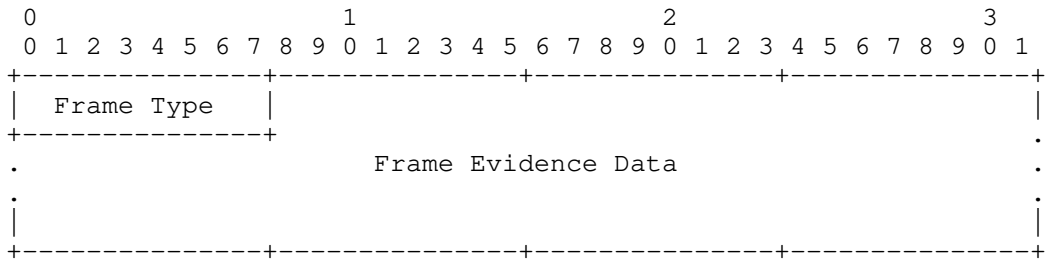 0                   1                   2                   3
0 1 2 3 4 5 6 7 8 9 0 1 2 3 4 5 6 7 8 9 0 1 2 3 4 5 6 7 8 9 0 1
Frame Type
Frame Evidence Data